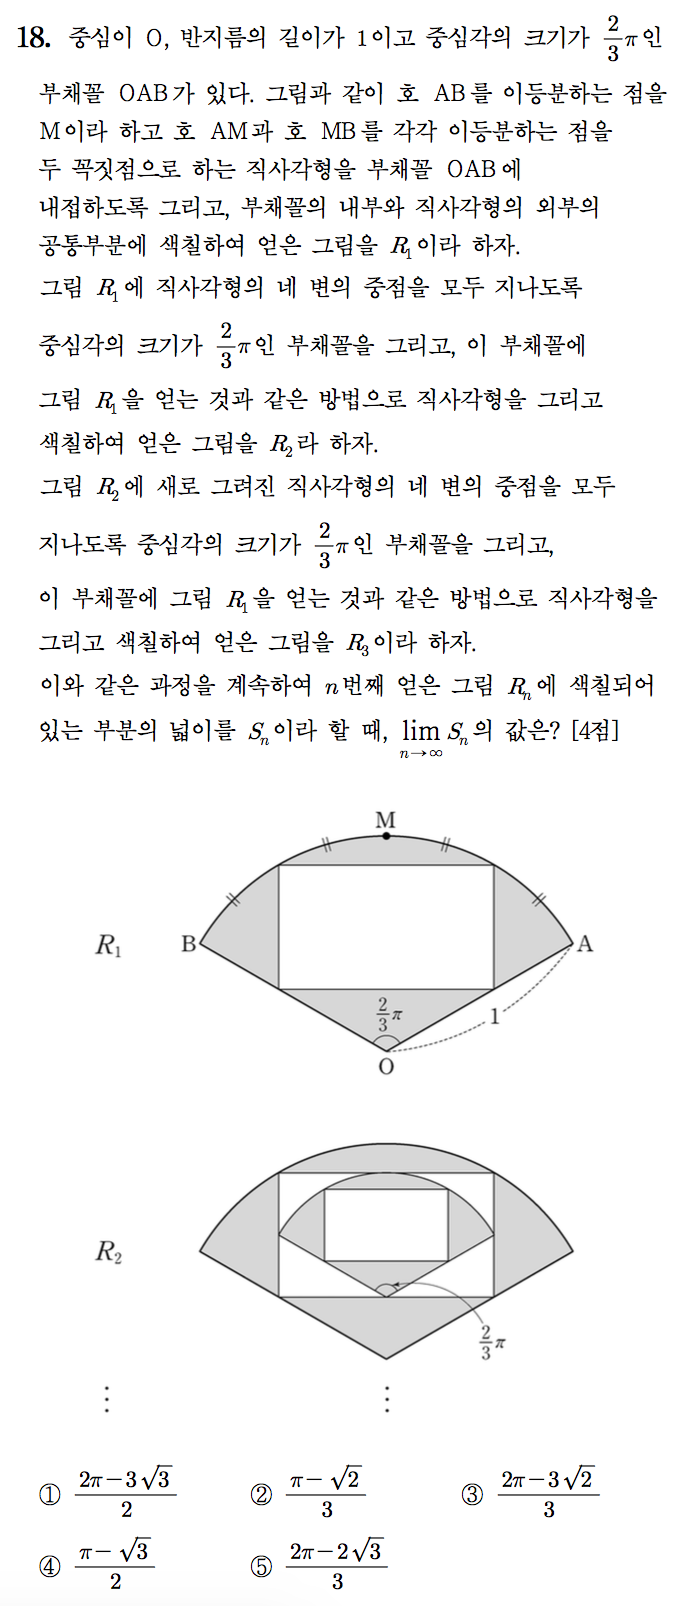 18. 중심이 O, 반지름의 길이가 1이고 중심각의 크기가 $\frac{2}{3}\pi$인
부채꼴 OAB가 있다. 그림과 같이 호 AB를 이등분하는 점을
M이라 하고 호 AM과 호 MB를 각각 이등분하는 점을
두 꼭짓점으로 하는 직사각형을 부채꼴 OAB에
내접하도록 그리고, 부채꼴의 내부와 직사각형의 외부의
공통부분에 색칠하여 얻은 그림을 $R_1$이라 하자.
그림 $R_1$에 직사각형의 네 변의 중점을 모두 지나도록
중심각의 크기가 $\frac{2}{3}\pi$인 부채꼴을 그리고, 이 부채꼴에
그림 $R_1$을 얻는 것과 같은 방법으로 직사각형을 그리고
색칠하여 얻은 그림을 $R_2$라 하자.
그림 $R_2$에 새로 그려진 직사각형의 네 변의 중점을 모두
지나도록 중심각의 크기가 $\frac{2}{3}\pi$인 부채꼴을 그리고,
이 부채꼴에 그림 $R_1$을 얻는 것과 같은 방법으로 직사각형을
그리고 색칠하여 얻은 그림을 $R_3$이라 하자.
이와 같은 과정을 계속하여 $n$번째 얻은 그림 $R_n$에 색칠되어
있는 부분의 넓이를 $S_n$이라 할 때, $\lim_{n \to \infty} S_n$의 값은? [4점]
M
$R_1$ B A
$\frac{2}{3}\pi$ 1
O
$R_2$
$\frac{2}{3}\pi$
⋮ ⋮
① $\frac{2\pi-3\sqrt{3}}{2}$ ② $\frac{\pi-\sqrt{2}}{3}$ ③ $\frac{2\pi-3\sqrt{2}}{3}$
④ $\frac{\pi-\sqrt{3}}{2}$ ⑤ $\frac{2\pi-2\sqrt{3}}{3}$